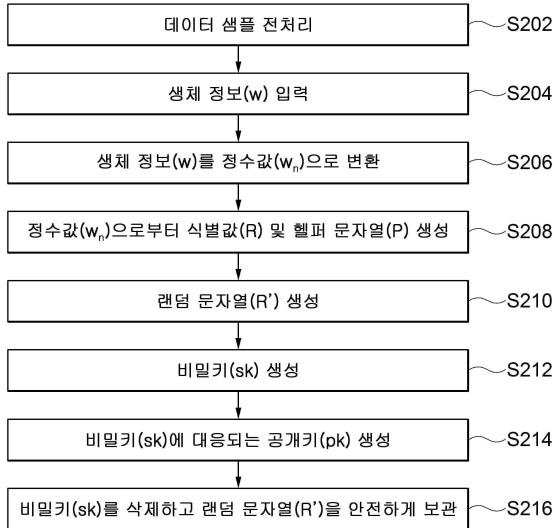 데이터 샘플 전처리 S202
생체 정보(w) 입력 S204
생체 정보(w)를 정수값(wn)으로 변환 S206
정수값(wn)으로부터 식별값(R) 및 헬퍼 문자열(P) 생성 S208
랜덤 문자열(R’) 생성 S210
비밀키(sk) 생성 S212
비밀키(sk)에 대응되는 공개키(pk) 생성 S214
비밀키(sk)를 삭제하고 랜덤 문자열(R’)을 안전하게 보관 S216